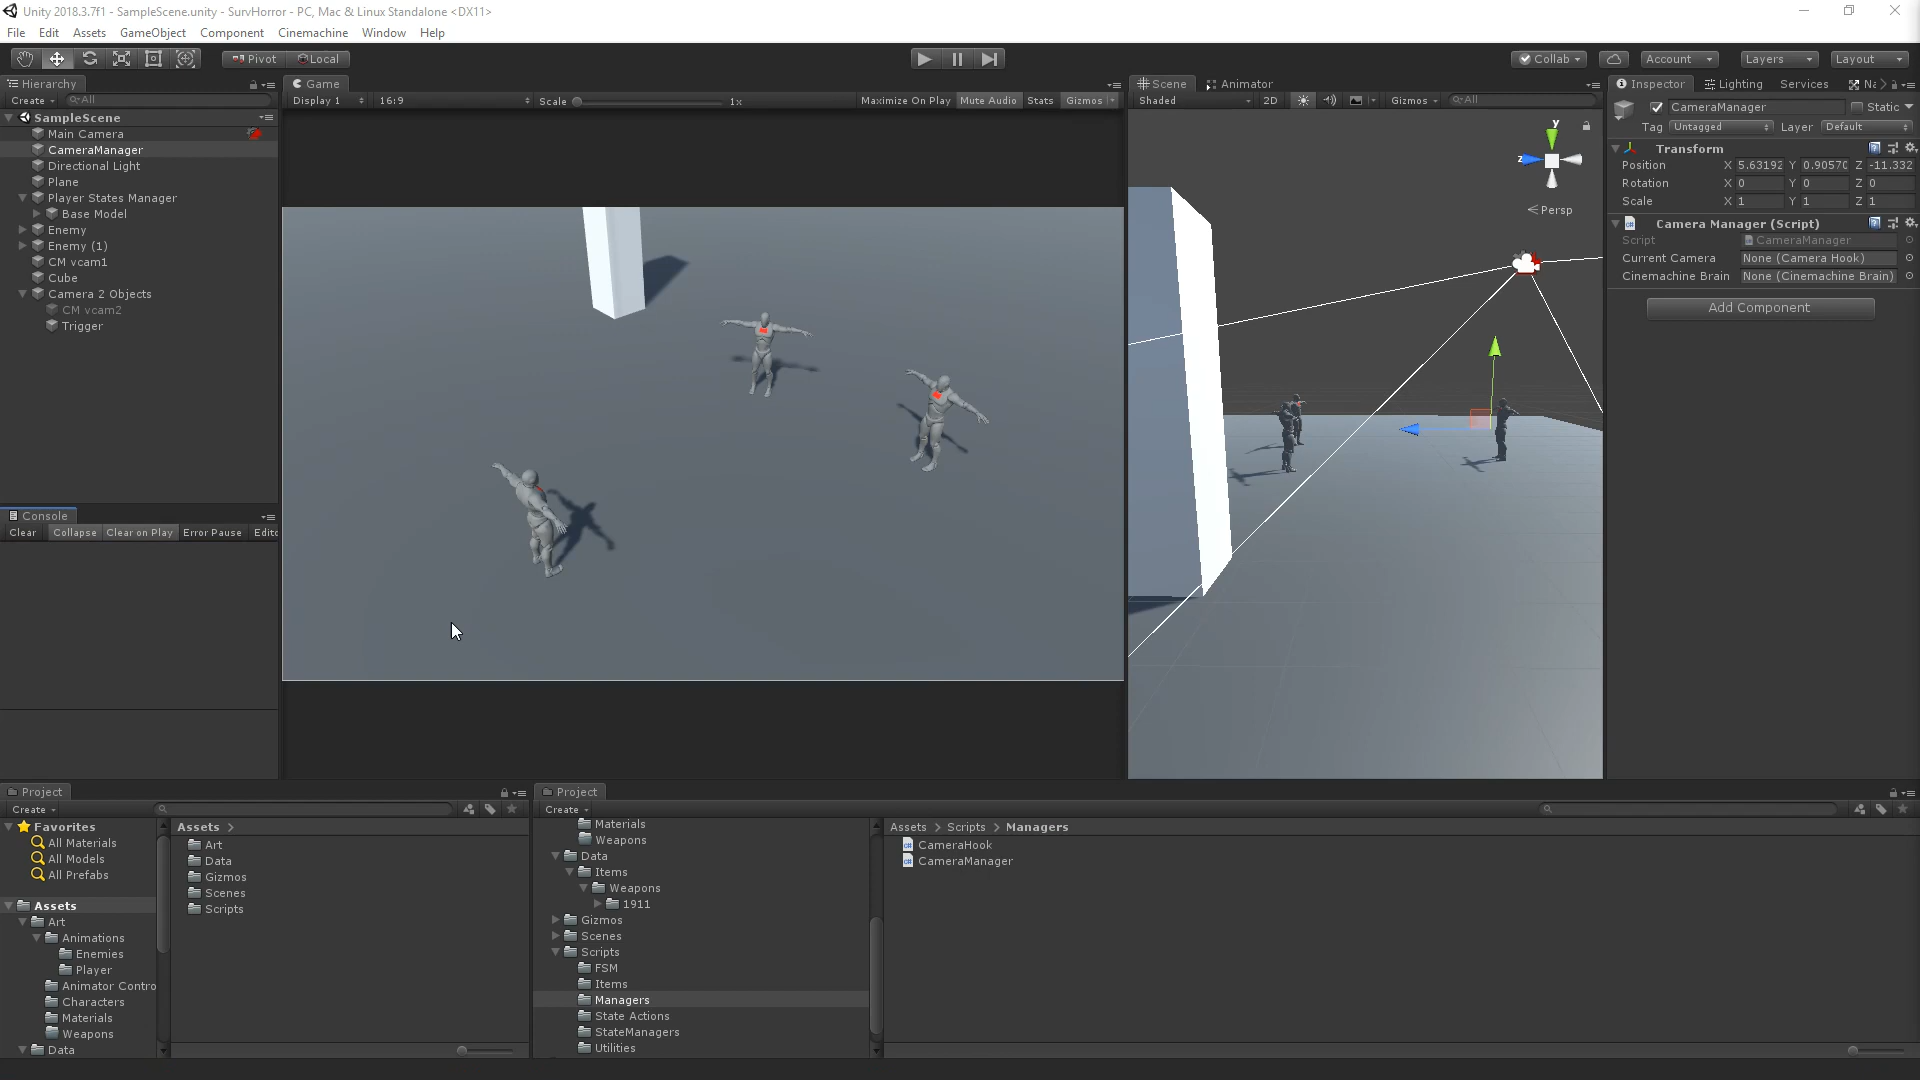 Unity 2018.3.7f1 - SampleScene.unity - SurvHorror - PC, Mac & Linux Standalone <DX11>
File Edit Assets GameObject Component Cinemachine Window Help
Pivot Local Collab Account Layers Layout
Hierarchy
Create All
SampleScene
Main Camera
CameraManager
Directional Light
Plane
Player States Manager
Base Model
Enemy
Enemy (1)
CM vcam1
Cube
Camera 2 Objects
CM vcam2
Trigger
Console
Clear Collapse Clear on Play Error Pause Edito
Game
Display 1 16:9 Scale 1x Maximize On Play Mute Audio Stats Gizmos
Scene Animator
Shaded 2D Gizmos All
y
z
Persp
Inspector Lighting Services Na
CameraManager Static
Tag Untagged Layer Default
Transform
Position X 5.63192 Y 0.90570 Z -11.332
Rotation X 0 Y 0 Z 0
Scale X 1 Y 1 Z 1
Camera Manager (Script)
Script CameraManager
Current Camera None (Camera Hook)
Cinemachine Brain None (Cinemachine Brain)
Add Component
Project
Create
Favorites
All Materials
All Models
All Prefabs
Assets
Art
Animations
Enemies
Player
Animator Contro
Characters
Materials
Weapons
Data
Assets
Art
Data
Gizmos
Scenes
Scripts
Project
Create
Materials
Weapons
Data
Items
Weapons
1911
Gizmos
Scenes
Scripts
FSM
Items
Managers
State Actions
StateManagers
Utilities
Assets Scripts Managers
CameraHook
CameraManager